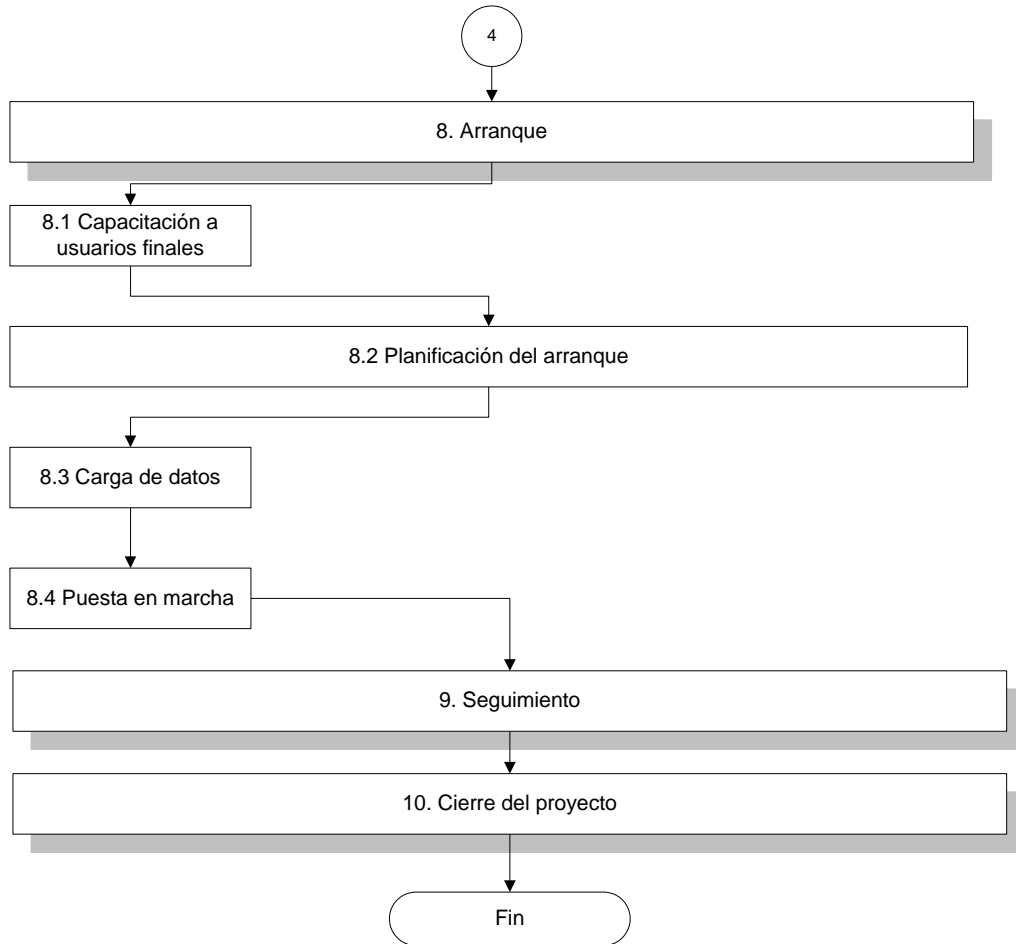 4
8. Arranque
8.1 Capacitación a
usuarios finales
8.2 Planificación del arranque
8.3 Carga de datos
8.4 Puesta en marcha
9. Seguimiento
10. Cierre del proyecto
Fin